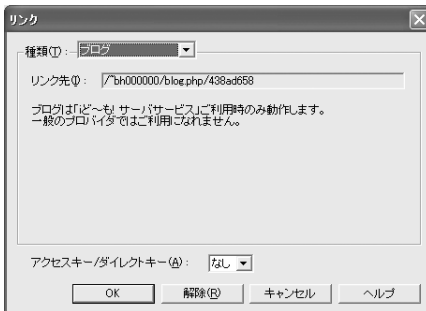 リンク
種類(T): ブログ
リンク先(I): /~bh000000/blog.php/438ad658
ブログは「ど～も! サーバサービス」ご利用時のみ動作します。
一般のプロバイダではご利用になれません。
アクセスキー/ダイレクトキー(A): なし
OK 解除(R) キャンセル ヘルプ